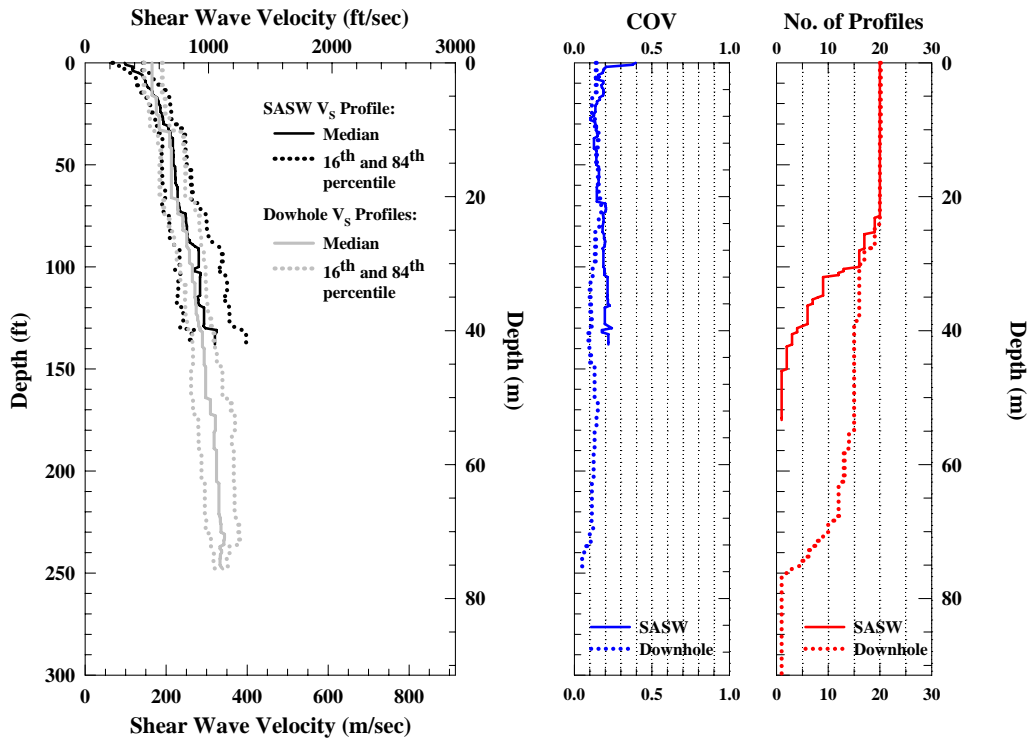 Shear Wave Velocity (ft/sec)
0 1000 2000 3000
COV
0.0 0.5 1.0
No. of Profiles
0 10 20 30
SASW VS Profile:
Median
16th and 84th
percentile
Dowhole VS Profiles:
Median
16th and 84th
percentile
Depth (ft)
0
50
100
150
200
250
300
Depth (m)
0
20
40
60
80
SASW
Downhole
SASW
Downhole
Depth (m)
0
20
40
60
80
0 200 400 600 800
Shear Wave Velocity (m/sec)
0.0 0.5 1.0
0 10 20 30